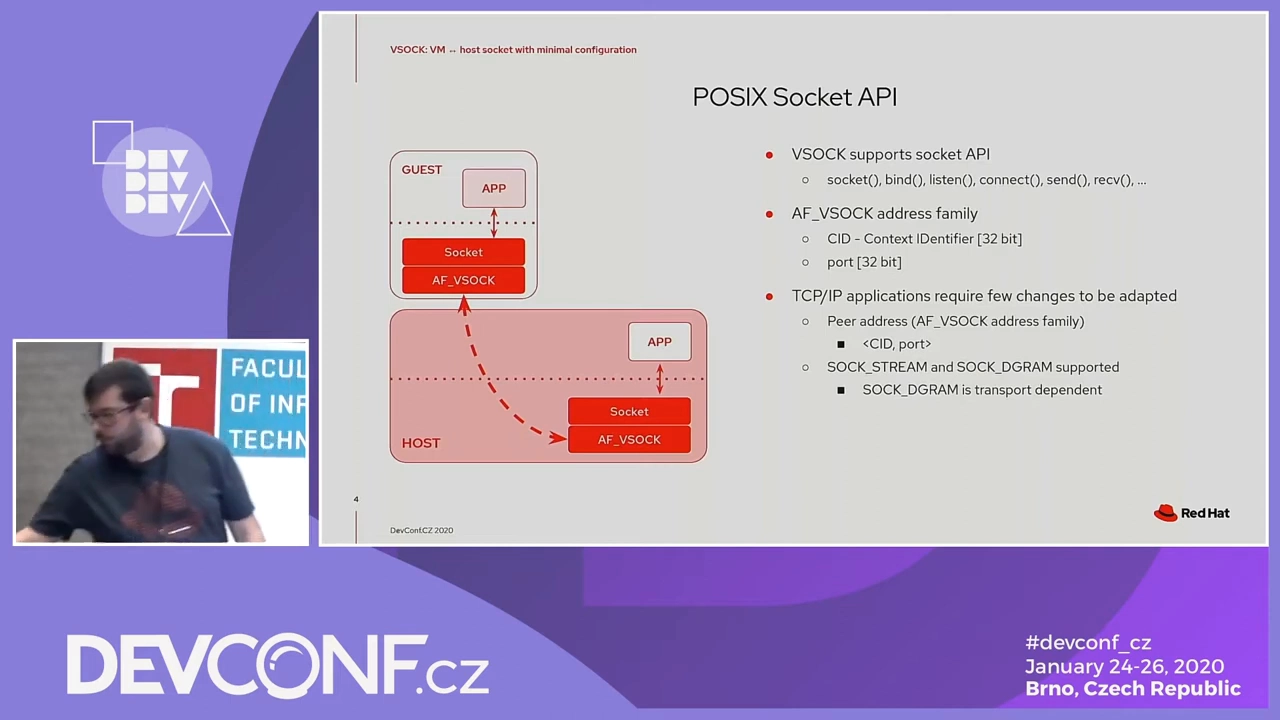 VSOCK: VM ↔ host socket with minimal configuration
POSIX Socket API
GUEST
APP
Socket
AF_VSOCK
APP
Socket
AF_VSOCK
HOST
● VSOCK supports socket API
○ socket(), bind(), listen(), connect(), send(), recv(), ...
● AF_VSOCK address family
○ CID - Context IDentifier [32 bit]
○ port [32 bit]
● TCP/IP applications require few changes to be adapted
○ Peer address (AF_VSOCK address family)
■ <CID, port>
○ SOCK_STREAM and SOCK_DGRAM supported
■ SOCK_DGRAM is transport dependent
4
DevConf.CZ 2020
Red Hat
DEV
DEV
FACUL
OF INF
TECHN
DEVCONF.cz
#devconf_cz
January 24-26, 2020
Brno, Czech Republic